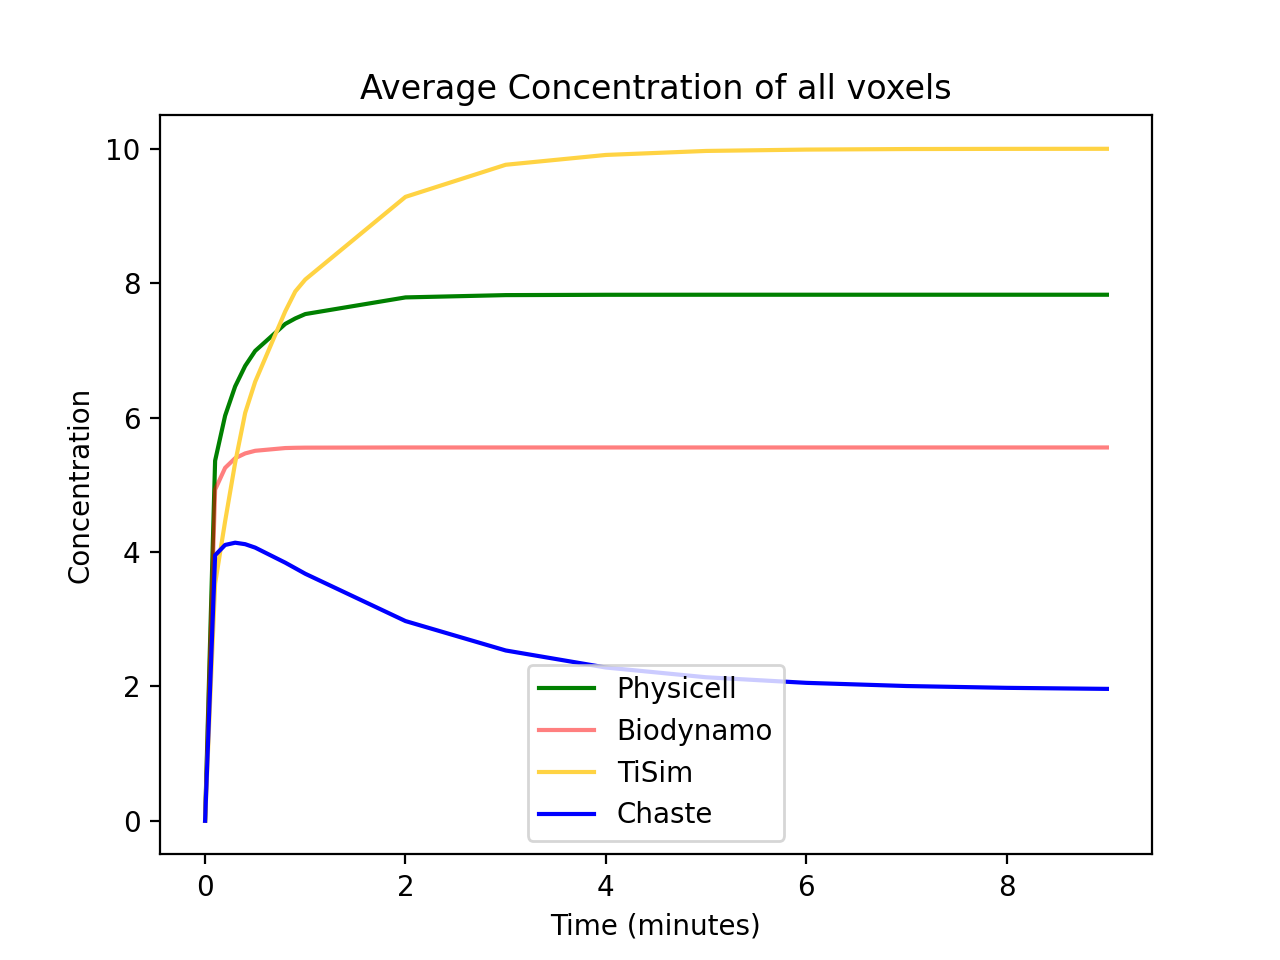 Average Concentration of all voxels
10
8
6
4
2
0
Concentration
Physicell
Biodynamo
TiSim
Chaste
0 2 4 6 8
Time (minutes)